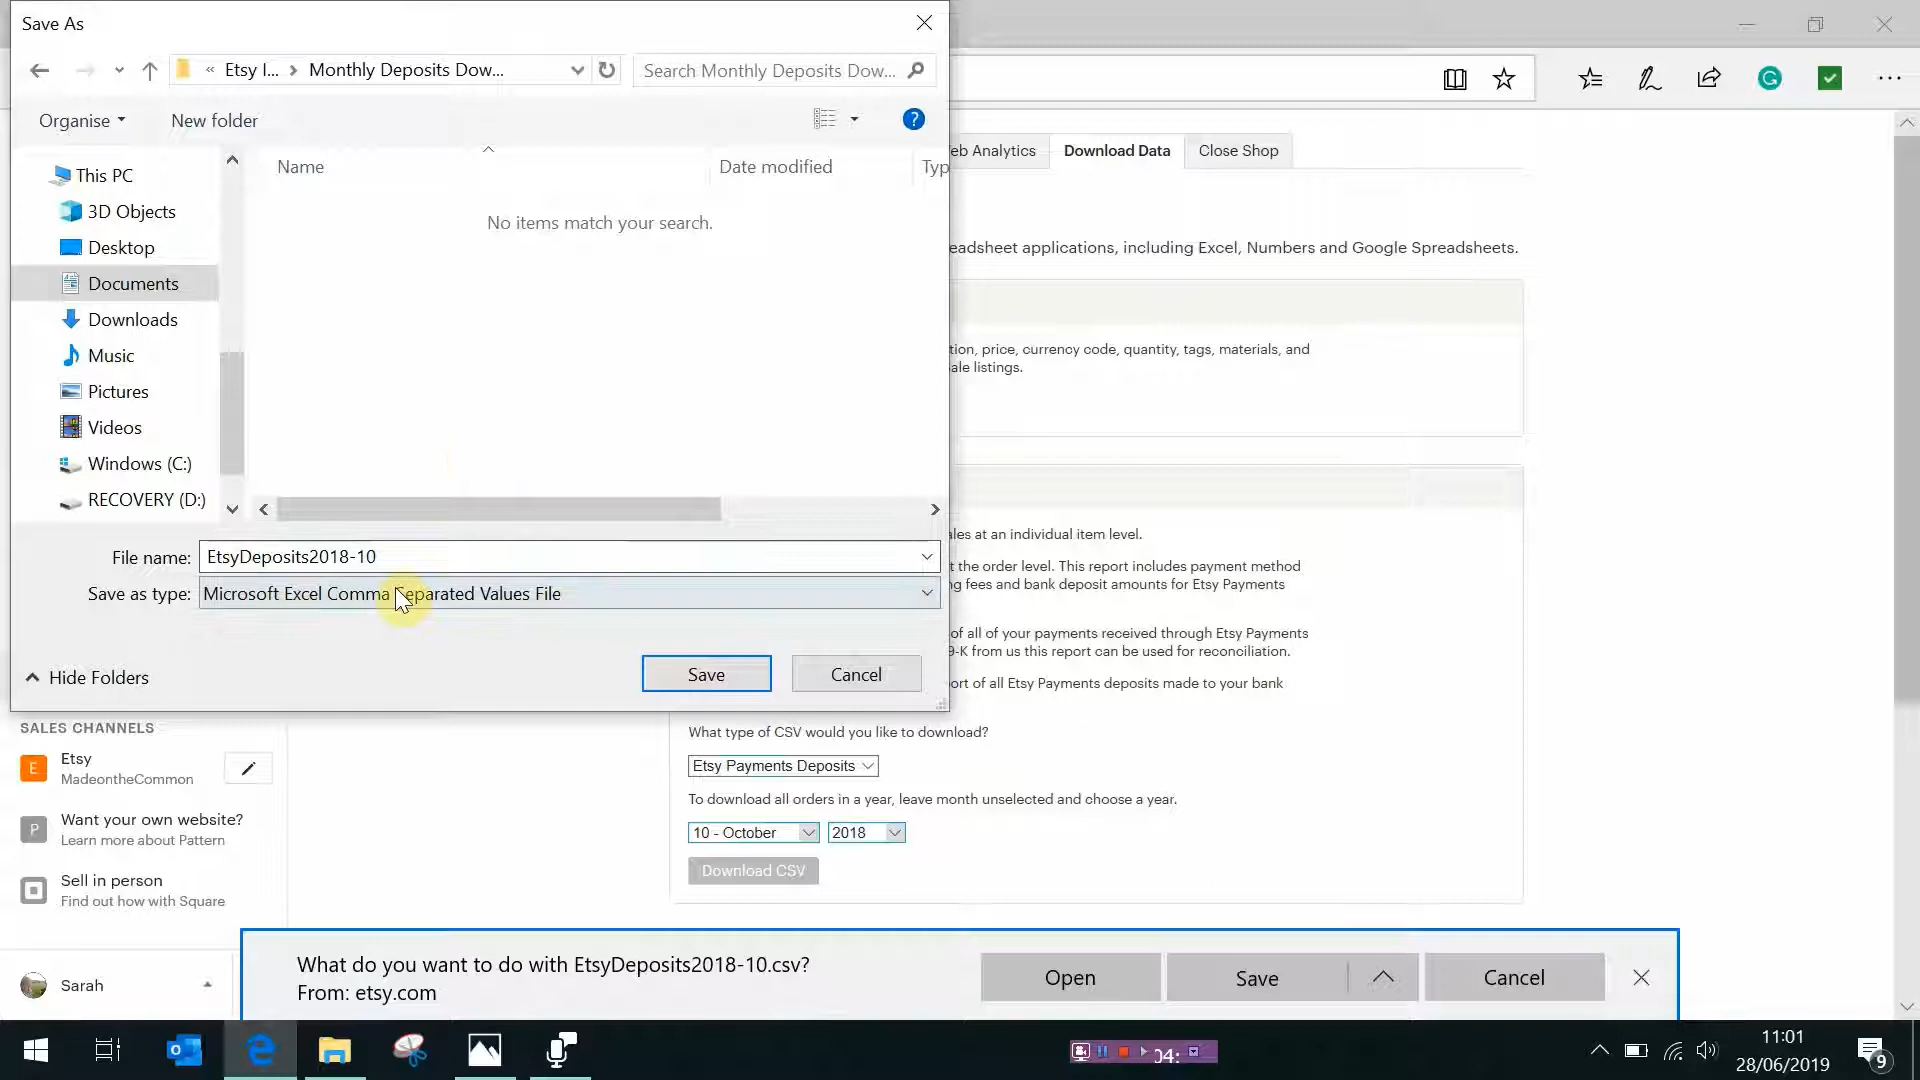 Save As
« Etsy I... > Monthly Deposits Dow...
Search Monthly Deposits Dow...
Organise
New folder
?
Name
Date modified
Typ
This PC
3D Objects
Desktop
Documents
Downloads
Music
Pictures
Videos
Windows (C:)
RECOVERY (D:)
No items match your search.
File name: EtsyDeposits2018-10
Save as type: Microsoft Excel Comma Separated Values File
Hide Folders
Save
Cancel
eb Analytics
Download Data
Close Shop
eadsheet applications, including Excel, Numbers and Google Spreadsheets.
tion, price, currency code, quantity, tags, materials, and
ale listings.
les at an individual item level.
t the order level. This report includes payment method
g fees and bank deposit amounts for Etsy Payments
of all of your payments received through Etsy Payments
9-K from us this report can be used for reconciliation.
ort of all Etsy Payments deposits made to your bank
What type of CSV would you like to download?
Etsy Payments Deposits
To download all orders in a year, leave month unselected and choose a year.
10 - October
2018
Download CSV
SALES CHANNELS
E
Etsy
MadeontheCommon
P
Want your own website?
Learn more about Pattern
Sell in person
Find out how with Square
Sarah
What do you want to do with EtsyDeposits2018-10.csv?
From: etsy.com
Open
Save
Cancel
04:
11:01
28/06/2019
9